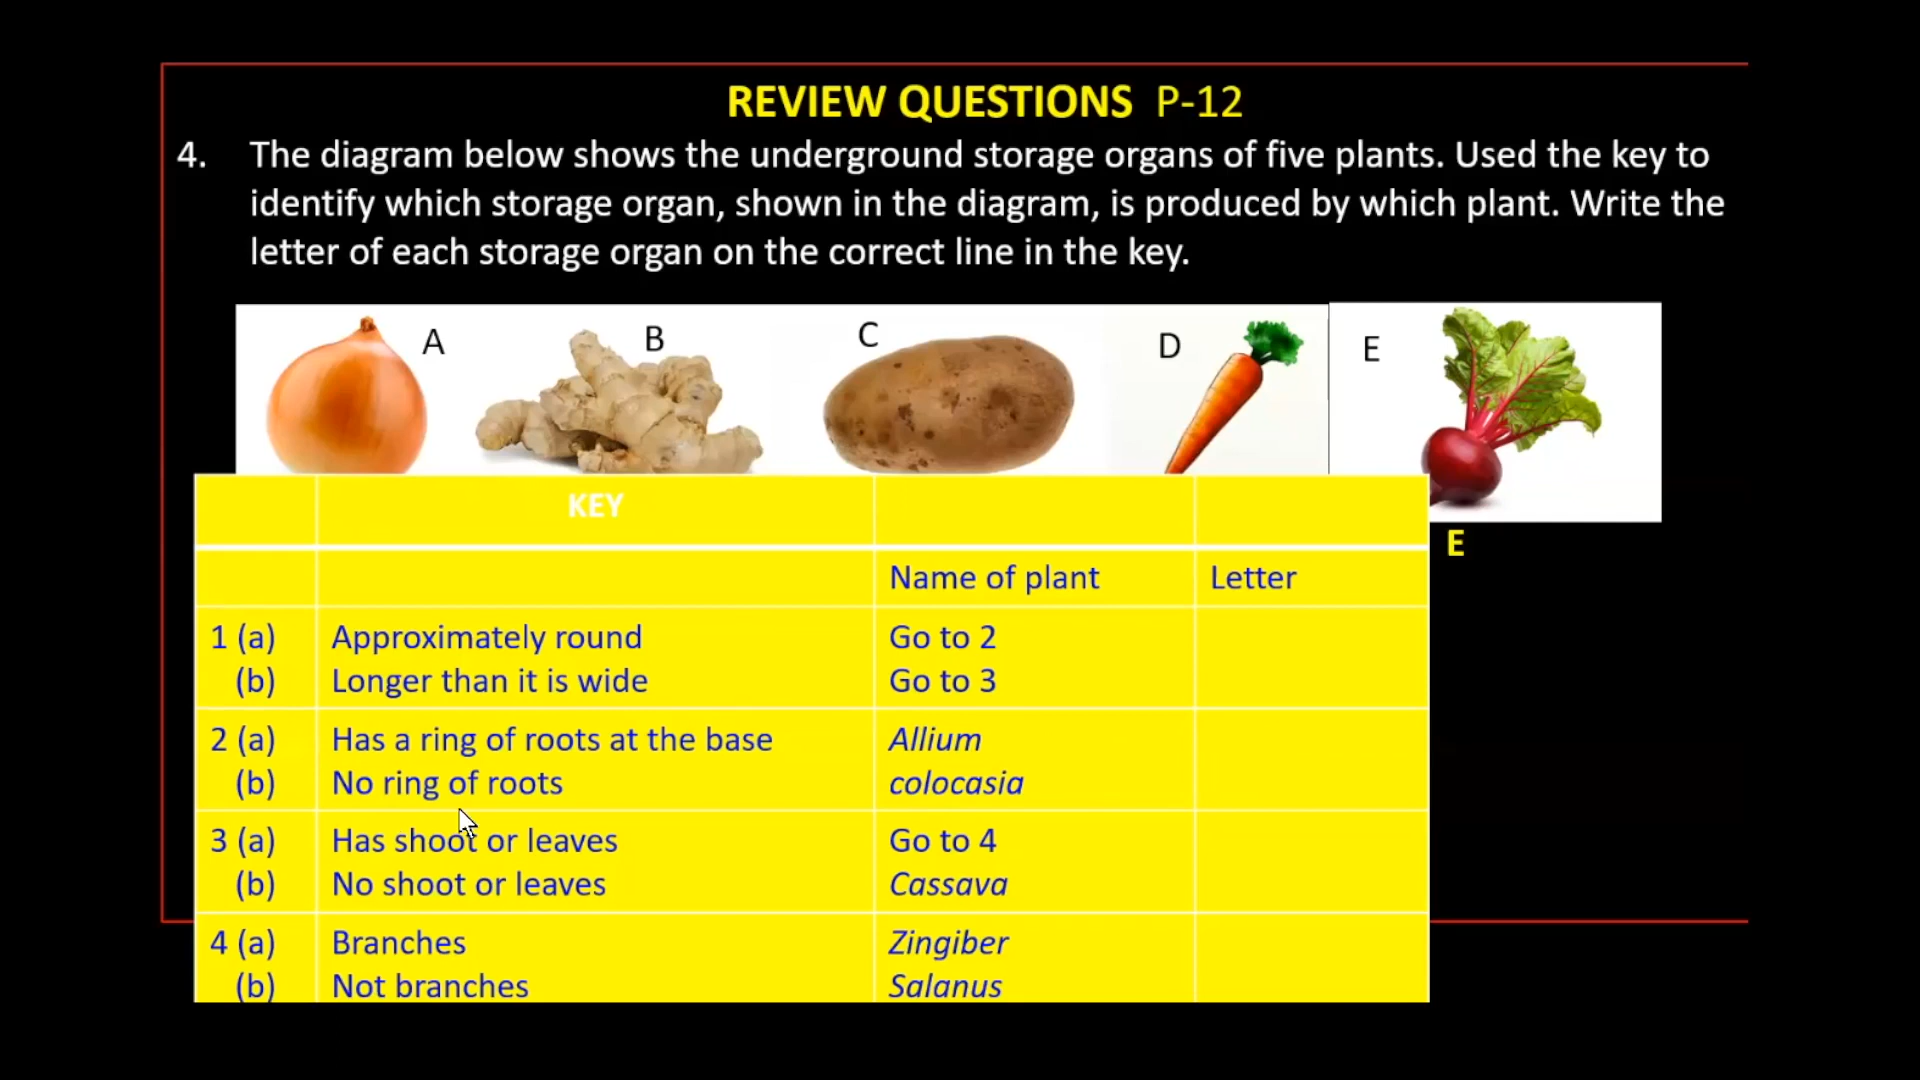 REVIEW QUESTIONS P-12
4. The diagram below shows the underground storage organs of five plants. Used the key to
identify which storage organ, shown in the diagram, is produced by which plant. Write the
letter of each storage organ on the correct line in the key.
A B C D E
KEY
E
Name of plant Letter
1 (a) Approximately round Go to 2
(b) Longer than it is wide Go to 3
2 (a) Has a ring of roots at the base Allium
(b) No ring of roots colocasia
3 (a) Has shoot or leaves Go to 4
(b) No shoot or leaves Cassava
4 (a) Branches Zingiber
(b) Not branches Salanus